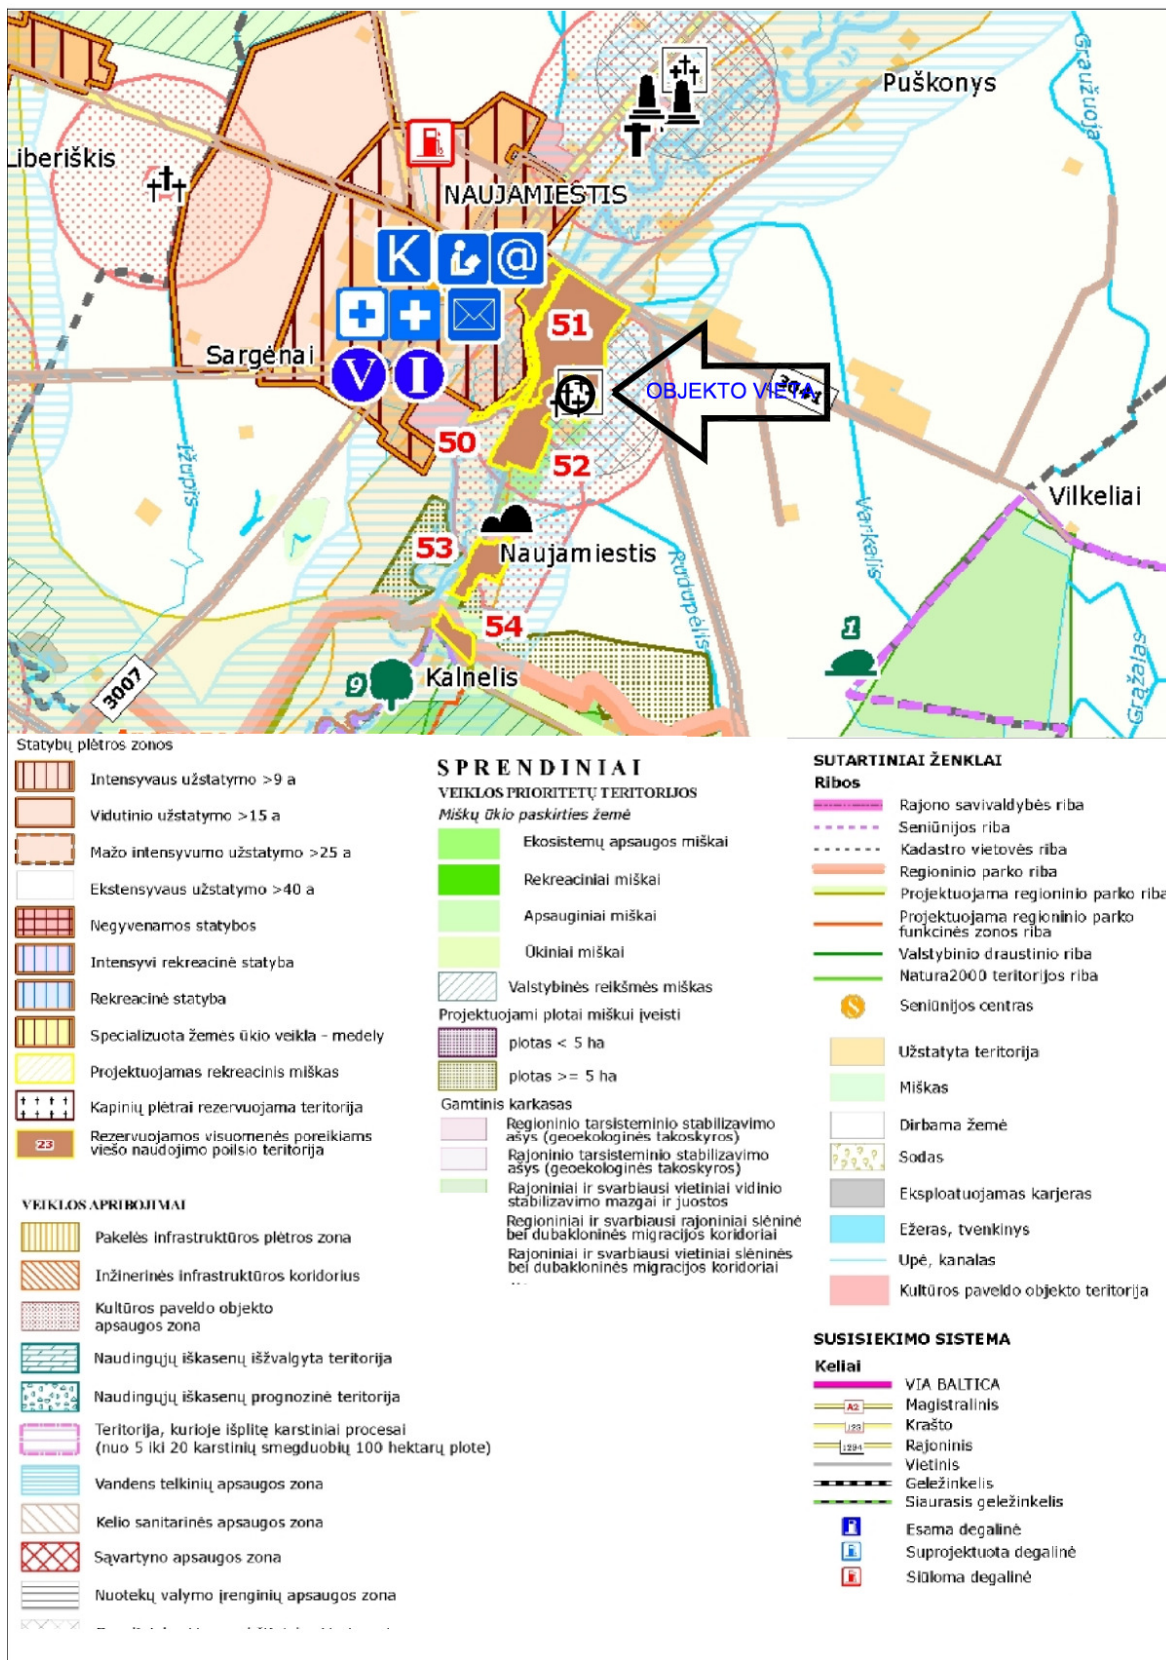 Graužuoja
Puškonys
Liberiškis
NAUJAMIESTIS
K
@
51
Sargėnai
V I
OBJEKTO VIETA
3041
50
52
Vilkeliai
Įžupis
Varkelis
53
Naujamiestis
Rūdupėlis
54
1
3007
9
Kalnelis
Grąžalas
Statybų plėtros zonos
Intensyvaus užstatymo >9 a
Vidutinio užstatymo >15 a
Mažo intensyvumo užstatymo >25 a
Ekstensyvaus užstatymo >40 a
Negyvenamos statybos
Intensyvi rekreacinė statyba
Rekreacinė statyba
Specializuota žemės ūkio veikla - medely
Projektuojamas rekreacinis miškas
Kapinių plėtrai rezervuojama teritorija
23
Rezervuojamos visuomenės poreikiams
viešo naudojimo poilsio teritorija
VEIKLOS APRIBOJIMAI
Pakelės infrastruktūros plėtros zona
Inžinerinės infrastruktūros koridorius
Kultūros paveldo objekto
apsaugos zona
Naudingųjų iškasenų išžvalgyta teritorija
Naudingųjų iškasenų prognozinė teritorija
Teritorija, kurioje išplitę karstiniai procesai
(nuo 5 iki 20 karstinių smegduobių 100 hektarų plote)
Vandens telkinių apsaugos zona
Kelio sanitarinės apsaugos zona
Sąvartyno apsaugos zona
Nuotekų valymo įrenginių apsaugos zona
SPRENDINIAI
VEIKLOS PRIORITETŲ TERITORIJOS
Miškų ūkio paskirties žemė
Ekosistemų apsaugos miškai
Rekreaciniai miškai
Apsauginiai miškai
Ūkiniai miškai
Valstybinės reikšmės miškas
Projektuojami plotai miškui įveisti
plotas < 5 ha
plotas >= 5 ha
Gamtinis karkasas
Regioninio tarsisteminio stabilizavimo
ašys (geoekologinės takoskyros)
Rajoninio tarsisteminio stabilizavimo
ašys (geoekologinės takoskyros)
Rajoniniai ir svarbiausi vietiniai vidinio
stabilizavimo mazgai ir juostos
Regioniniai ir svarbiausi rajoniniai slėninė
bei dubakloninės migracijos koridoriai
Rajoniniai ir svarbiausi vietiniai slėninės
bei dubakloninės migracijos koridoriai
SUTARTINIAI ŽENKLAI
Ribos
Rajono savivaldybės riba
Seniūnijos riba
Kadastro vietovės riba
Regioninio parko riba
Projektuojama regioninio parko riba
Projektuojama regioninio parko
funkcinės zonos riba
Valstybinio draustinio riba
Natura2000 teritorijos riba
S
Seniūnijos centras
Užstatyta teritorija
Miškas
Dirbama žemė
Sodas
Eksploatuojamas karjeras
Ežeras, tvenkinys
Upė, kanalas
Kultūros paveldo objekto teritorija
SUSISIEKIMO SISTEMA
Keliai
VIA BALTICA
A2 Magistralinis
123 Krašto
1294 Rajoninis
Vietinis
Geležinkelis
Siaurasis geležinkelis
Esama degalinė
Suprojektuota degalinė
Siūloma degalinė